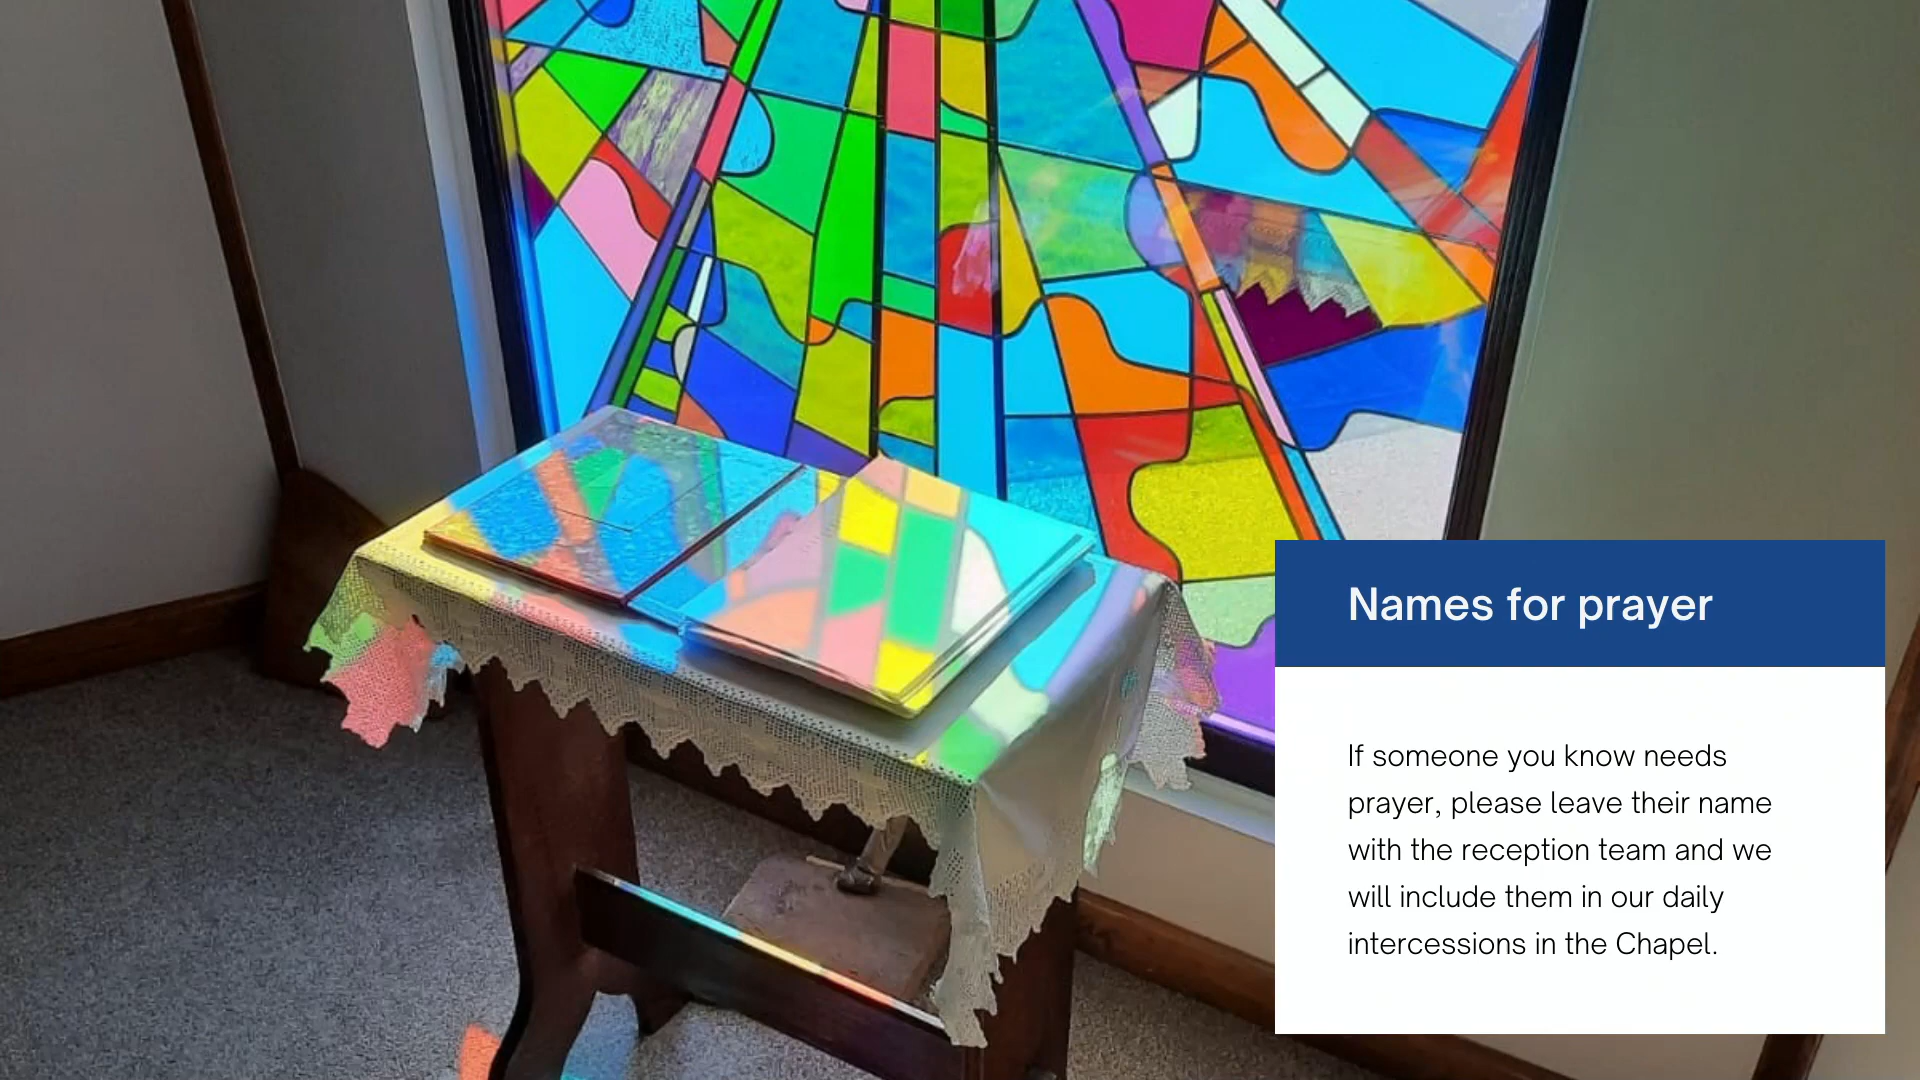 Names for prayer
If someone you know needs
prayer, please leave their name
with the reception team and we
will include them in our daily
intercessions in the Chapel.